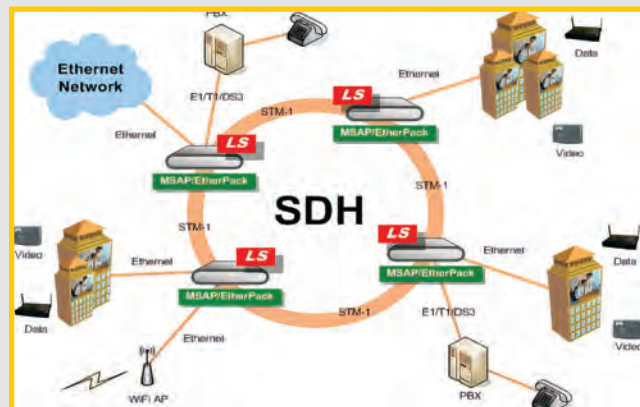 PBX
Ethernet
Network
E1/T1/DS3
Ethernet
LS
MSAP/EtherPack
STM-1
LS
MSAP/EtherPack
Ethernet
Data
Video
STM-1
STM-1
SDH
LS
MSAP/EtherPack
Ethernet
Data
Video
E1/T1/DS3
PBX
STM-1
LS
MSAP/EtherPack
Ethernet
Video
Data
Ethernet
WiFi AP